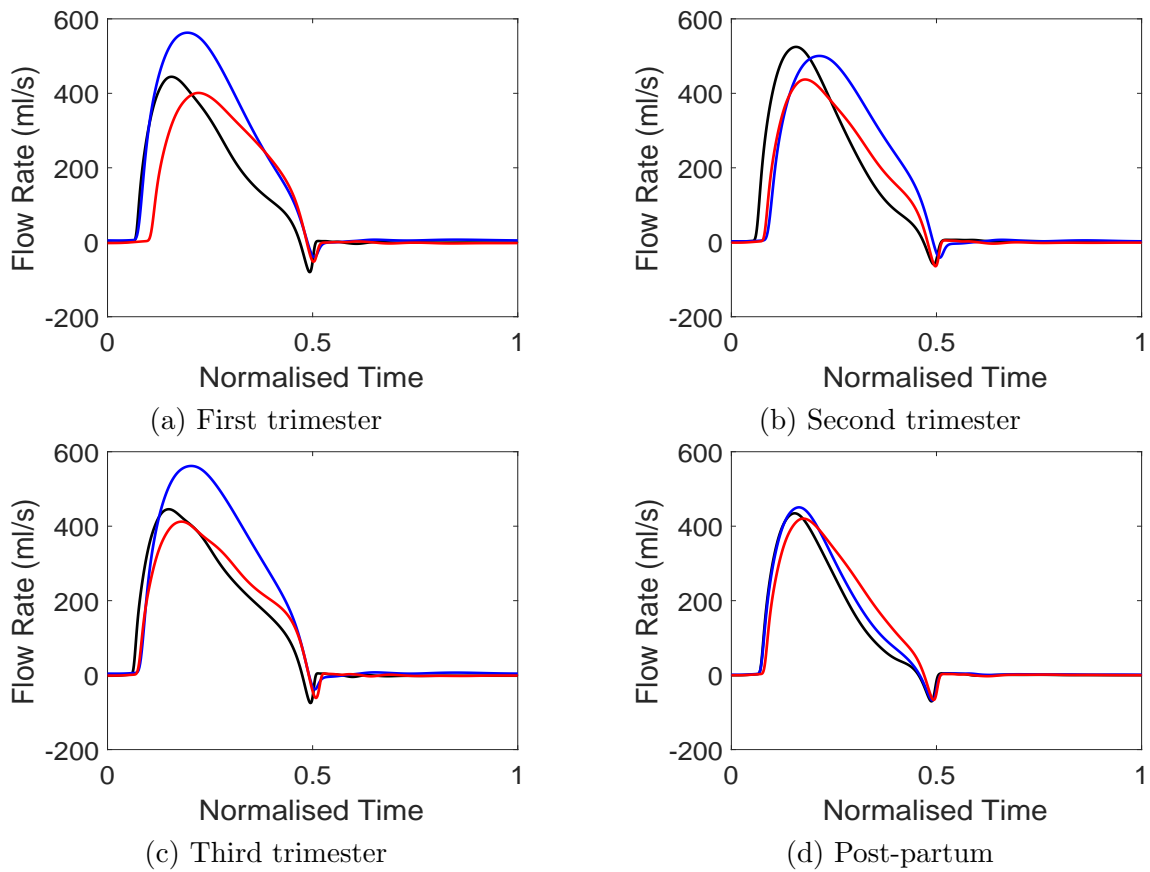 600
400
200
0
-200
Flow Rate (ml/s)
0 0.5 1
Normalised Time
(a) First trimester
600
400
200
0
-200
Flow Rate (ml/s)
0 0.5 1
Normalised Time
(b) Second trimester
600
400
200
0
-200
Flow Rate (ml/s)
0 0.5 1
Normalised Time
(c) Third trimester
600
400
200
0
-200
Flow Rate (ml/s)
0 0.5 1
Normalised Time
(d) Post-partum